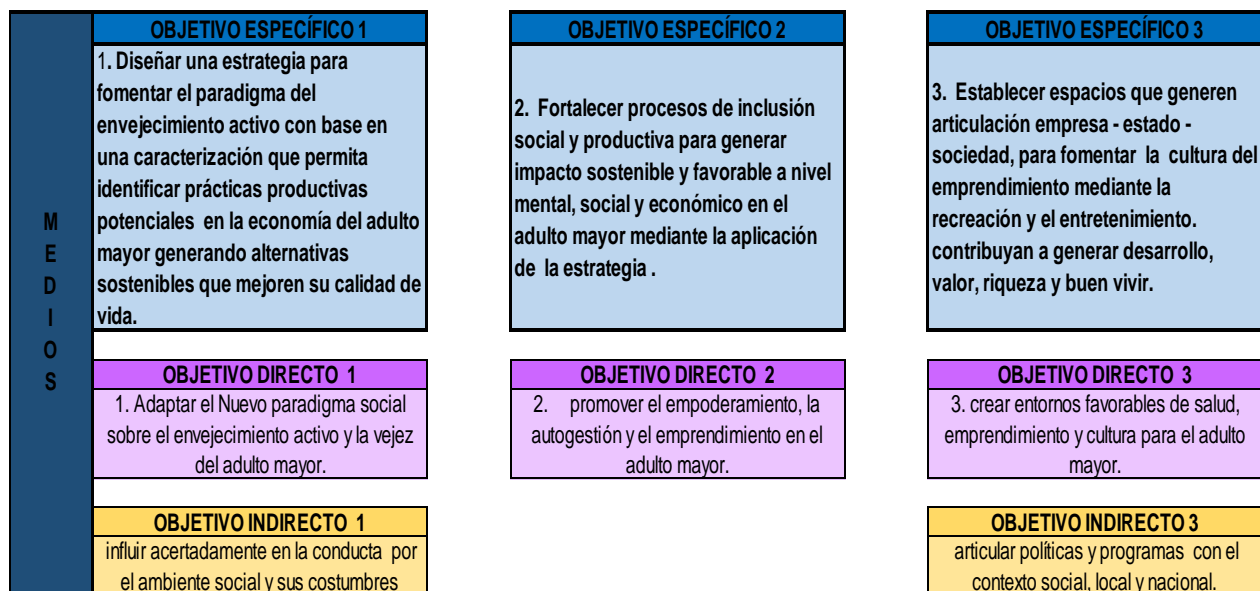 MEDIOS
OBJETIVO ESPECÍFICO 1
1. Diseñar una estrategia para
fomentar el paradigma del
envejecimiento activo con base en
una caracterización que permita
identificar prácticas productivas
potenciales en la economía del adulto
mayor generando alternativas
sostenibles que mejoren su calidad de
vida.
OBJETIVO ESPECÍFICO 2
2. Fortalecer procesos de inclusión
social y productiva para generar
impacto sostenible y favorable a nivel
mental, social y económico en el
adulto mayor mediante la aplicación
de la estrategia .
OBJETIVO ESPECÍFICO 3
3. Establecer espacios que generen
articulación empresa - estado -
sociedad, para fomentar la cultura del
emprendimiento mediante la
recreación y el entretenimiento.
contribuyan a generar desarrollo,
valor, riqueza y buen vivir.
OBJETIVO DIRECTO 1
1. Adaptar el Nuevo paradigma social
sobre el envejecimiento activo y la vejez
del adulto mayor.
OBJETIVO DIRECTO 2
2. promover el empoderamiento, la
autogestión y el emprendimiento en el
adulto mayor.
OBJETIVO DIRECTO 3
3. crear entornos favorables de salud,
emprendimiento y cultura para el adulto
mayor.
OBJETIVO INDIRECTO 1
influir acertadamente en la conducta por
el ambiente social y sus costumbres
OBJETIVO INDIRECTO 3
articular políticas y programas con el
contexto social, local y nacional.